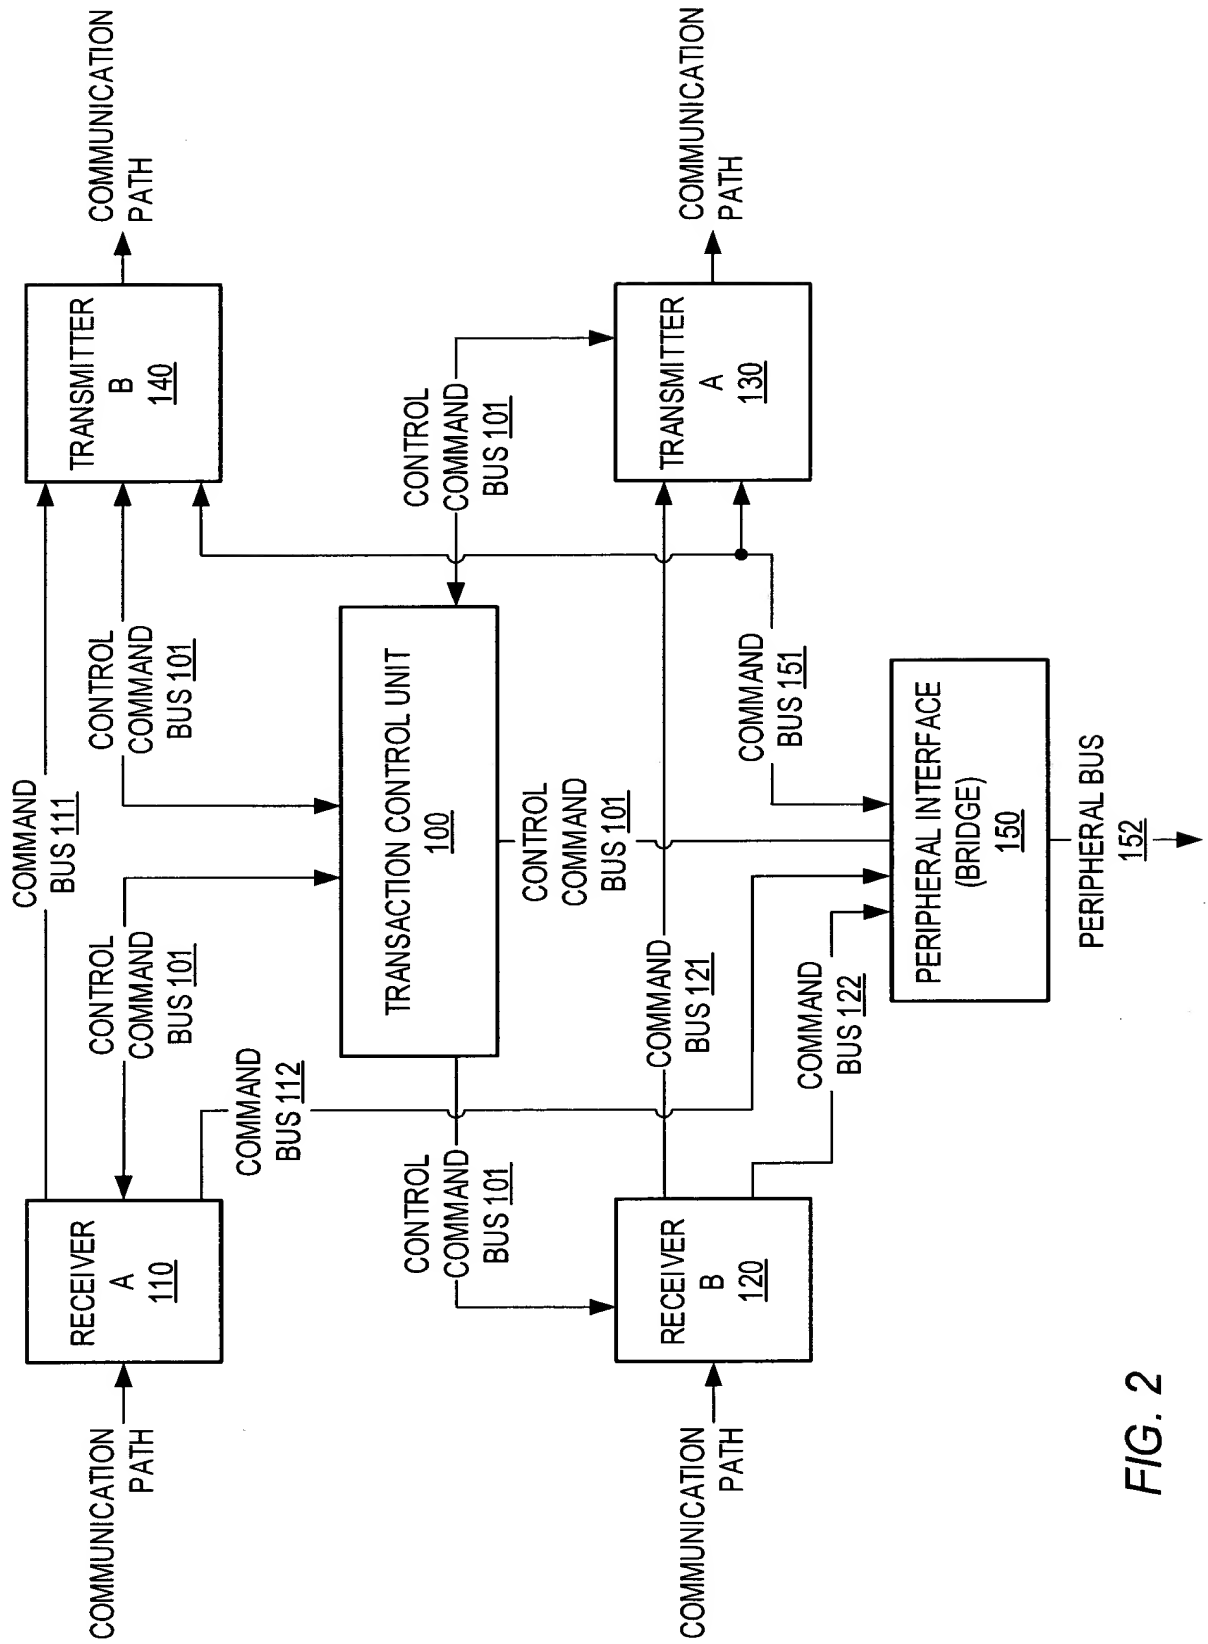 COMMUNICATION
PATH
RECEIVER
A
110
COMMAND
BUS 111
CONTROL
COMMAND
BUS 101
CONTROL
COMMAND
BUS 101
TRANSMITTER
B
140
COMMUNICATION
PATH
COMMAND
BUS 112
TRANSACTION CONTROL UNIT
100
CONTROL
COMMAND
BUS 101
CONTROL
COMMAND
BUS 101
CONTROL
COMMAND
BUS 101
COMMUNICATION
PATH
RECEIVER
B
120
COMMAND
BUS 121
TRANSMITTER
A
130
COMMUNICATION
PATH
COMMAND
BUS 122
COMMAND
BUS 151
PERIPHERAL INTERFACE
(BRIDGE)
150
PERIPHERAL BUS
152
FIG. 2